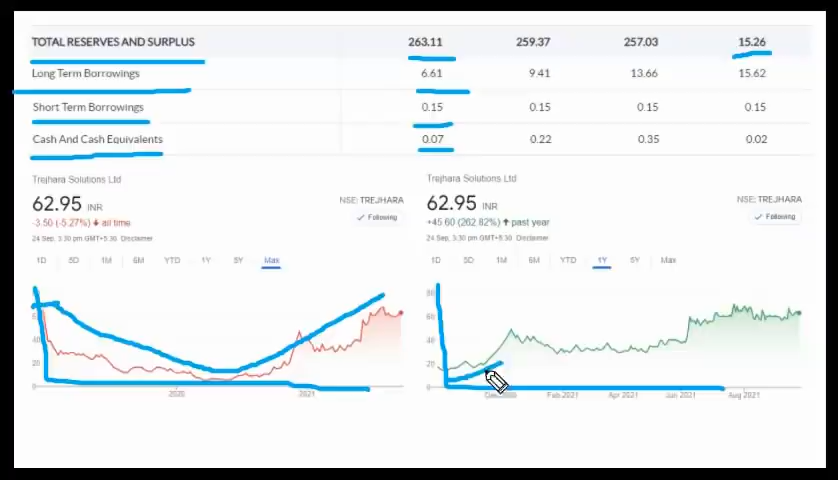 TOTAL RESERVES AND SURPLUS 263.11 259.37 257.03 15.26
Long Term Borrowings 6.61 9.41 13.66 15.62
Short Term Borrowings 0.15 0.15 0.15 0.15
Cash And Cash Equivalents 0.07 0.22 0.35 0.02
Trejhara Solutions Ltd
62.95 INR
NSE: TREJHARA
-3.50 (-5.27%) all time
Following
24 Sep, 3:30 pm GMT+5:30 Disclaimer
1D 5D 1M 6M YTD 1Y 5Y Max
40
20
0
2020 2021
Trejhara Solutions Ltd
62.95 INR
NSE: TREJHARA
+45.60 (262.82%) past year
Following
24 Sep, 3:30 pm GMT+5:30 Disclaimer
1D 5D 1M 6M YTD 1Y 5Y Max
80
60
40
20
0
Feb 2021 Apr 2021 Jun 2021 Aug 2021